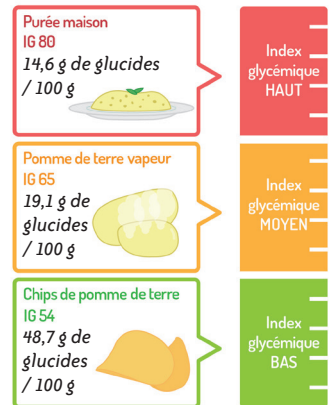 Purée maison
IG 80
14,6 g de glucides
/ 100 g
Index
glycémique
HAUT
Pomme de terre vapeur
IG 65
19,1 g de
glucides
/ 100 g
Index
glycémique
MOYEN
Chips de pomme de terre
IG 54
48,7 g de
glucides
/ 100 g
Index
glycémique
BAS